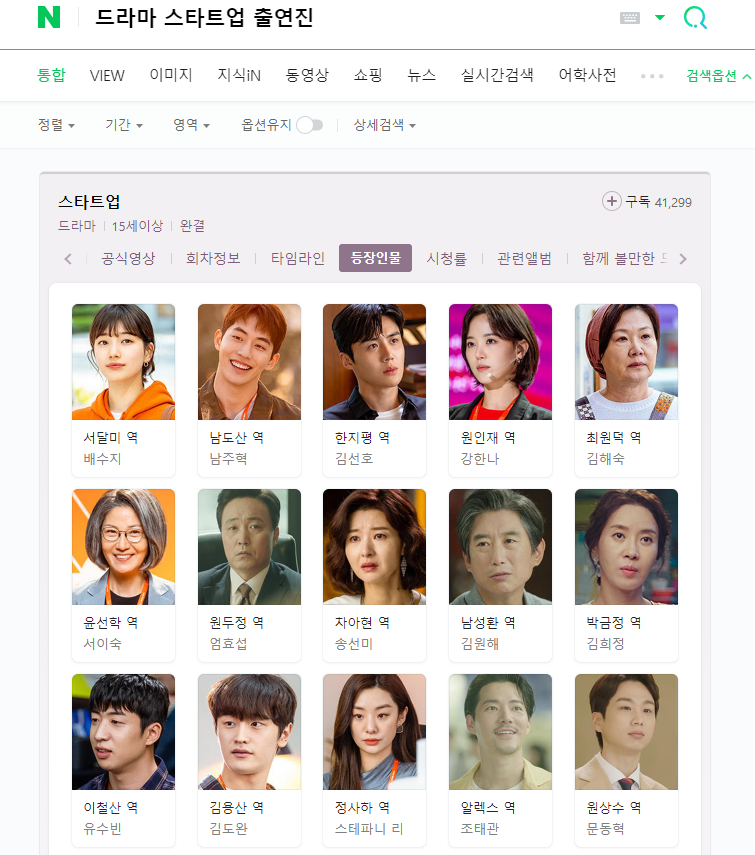 N 드라마 스타트업 출연진
통합 VIEW 이미지 지식iN 동영상 쇼핑 뉴스 실시간검색 어학사전 검색옵션
정렬 기간 영역 옵션유지 상세검색
스타트업 구독 41,299
드라마 15세이상 완결
공식영상 회차정보 타임라인 등장인물 시청률 관련앨범 함께 볼만한
서달미 역 남도산 역 한지평 역 원인재 역 최원덕 역
배수지 남주혁 김선호 강한나 김해숙
윤선학 역 원두정 역 차아현 역 남성환 역 박금정 역
서이숙 엄효섭 송선미 김원해 김희정
이철산 역 김용산 역 정사하 역 알렉스 역 원상수 역
유수빈 김도완 스테파니 리 조태관 문동혁